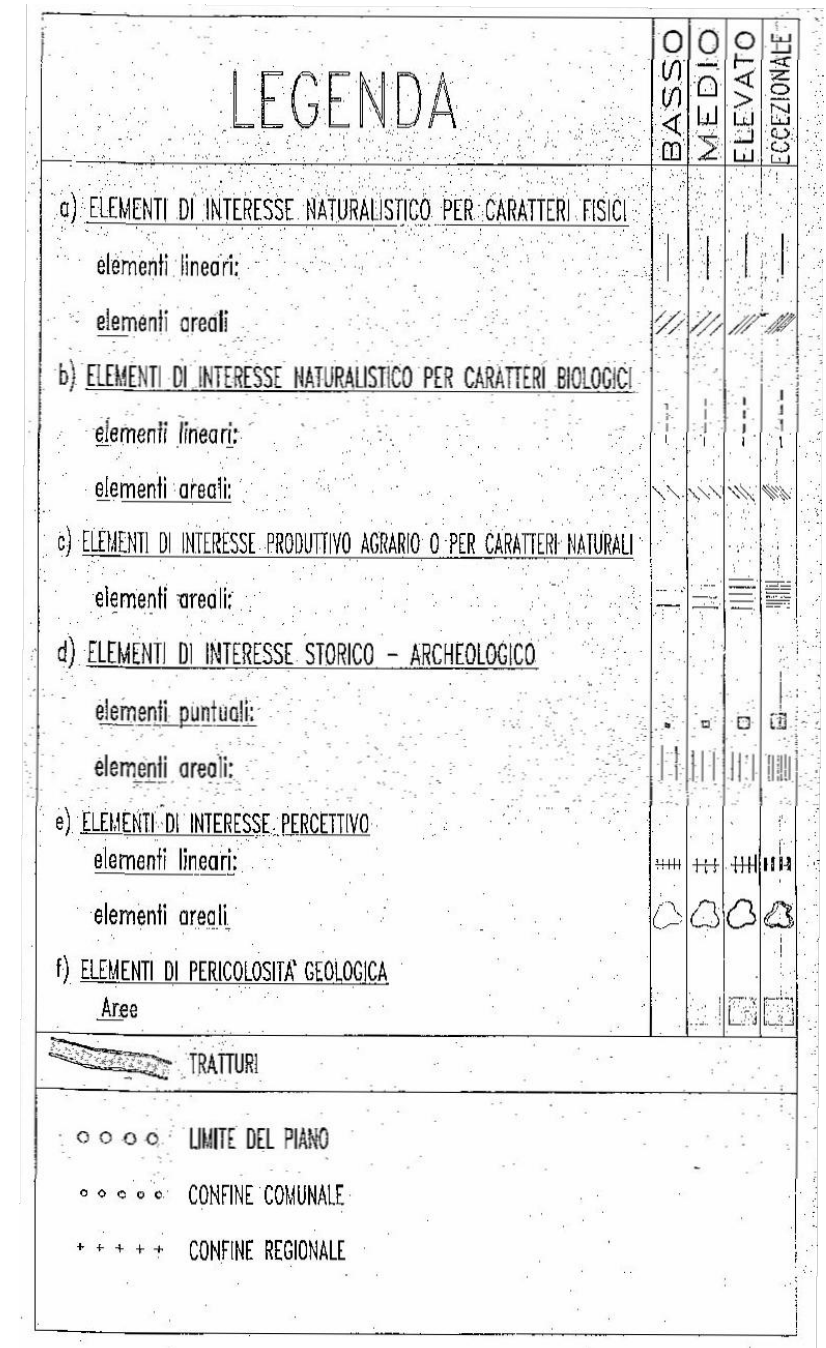 LEGENDA
BASSO
MEDIO
ELEVATO
ECCEZIONALE
a) ELEMENTI DI INTERESSE NATURALISTICO PER CARATTERI FISICI
elementi lineari:
elementi areali
b) ELEMENTI DI INTERESSE NATURALISTICO PER CARATTERI BIOLOGICI
elementi lineari:
elementi areali:
c) ELEMENTI DI INTERESSE PRODUTTIVO AGRARIO O PER CARATTERI NATURALI
elementi areali:
d) ELEMENTI DI INTERESSE STORICO - ARCHEOLOGICO
elementi puntuali:
elementi areali:
e) ELEMENTI DI INTERESSE PERCETTIVO
elementi lineari:
elementi areali
f) ELEMENTI DI PERICOLOSITA' GEOLOGICA
Aree
TRATTURI
LIMITE DEL PIANO
CONFINE COMUNALE
CONFINE REGIONALE